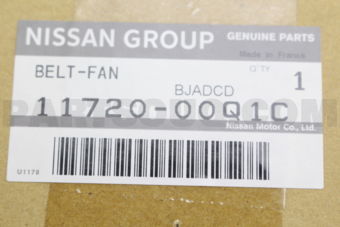 NISSAN GROUP GENUINE PARTS
Made in France
BELT-FAN Q'TY 1
BJADCD
11720-00Q1C
Nissan Motor Co., Ltd.
U1178